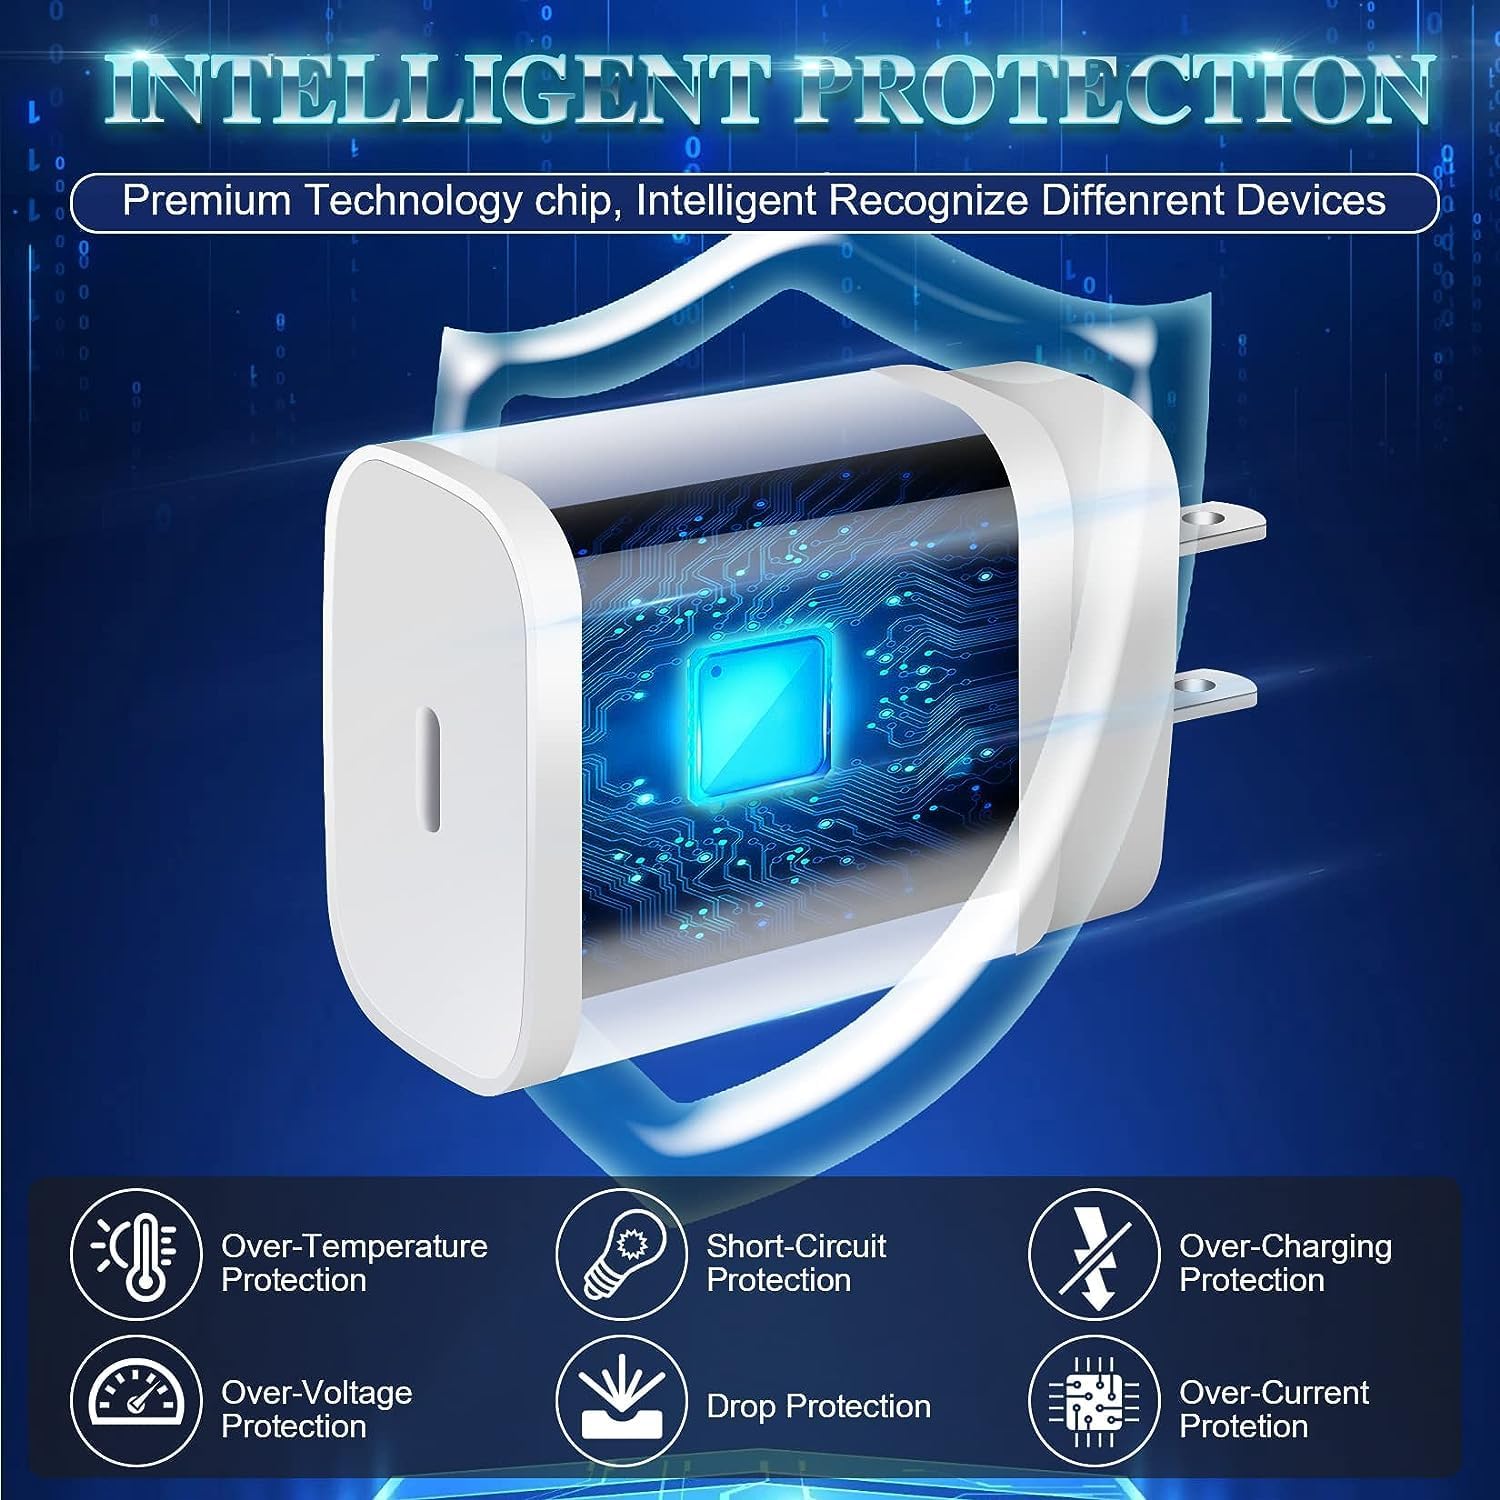 INTELLIGENT PROTECTION
Premium Technology chip, Intelligent Recognize Diffenrent Devices
Over-Temperature
Protection
Short-Circuit
Protection
Over-Charging
Protection
Over-Voltage
Protection
Drop Protection
Over-Current
Protetion